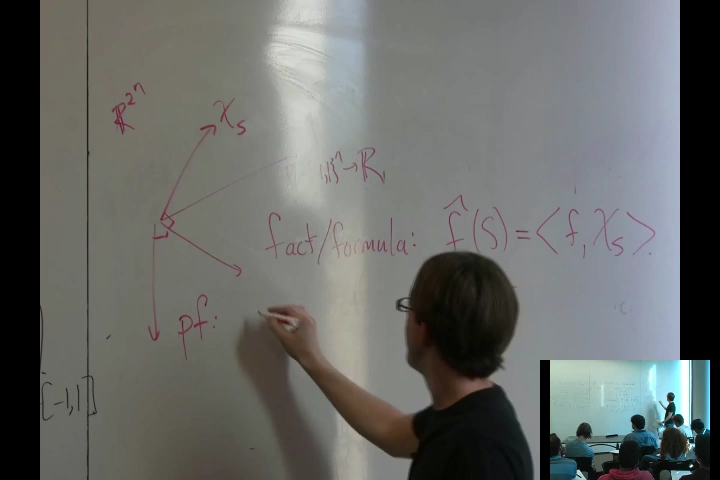 ℝ^{2^n}
χ_S
1,1}^n → ℝ,
fact/formula: f̂(S) = <f, χ_S>.
pf:
[-1,1]